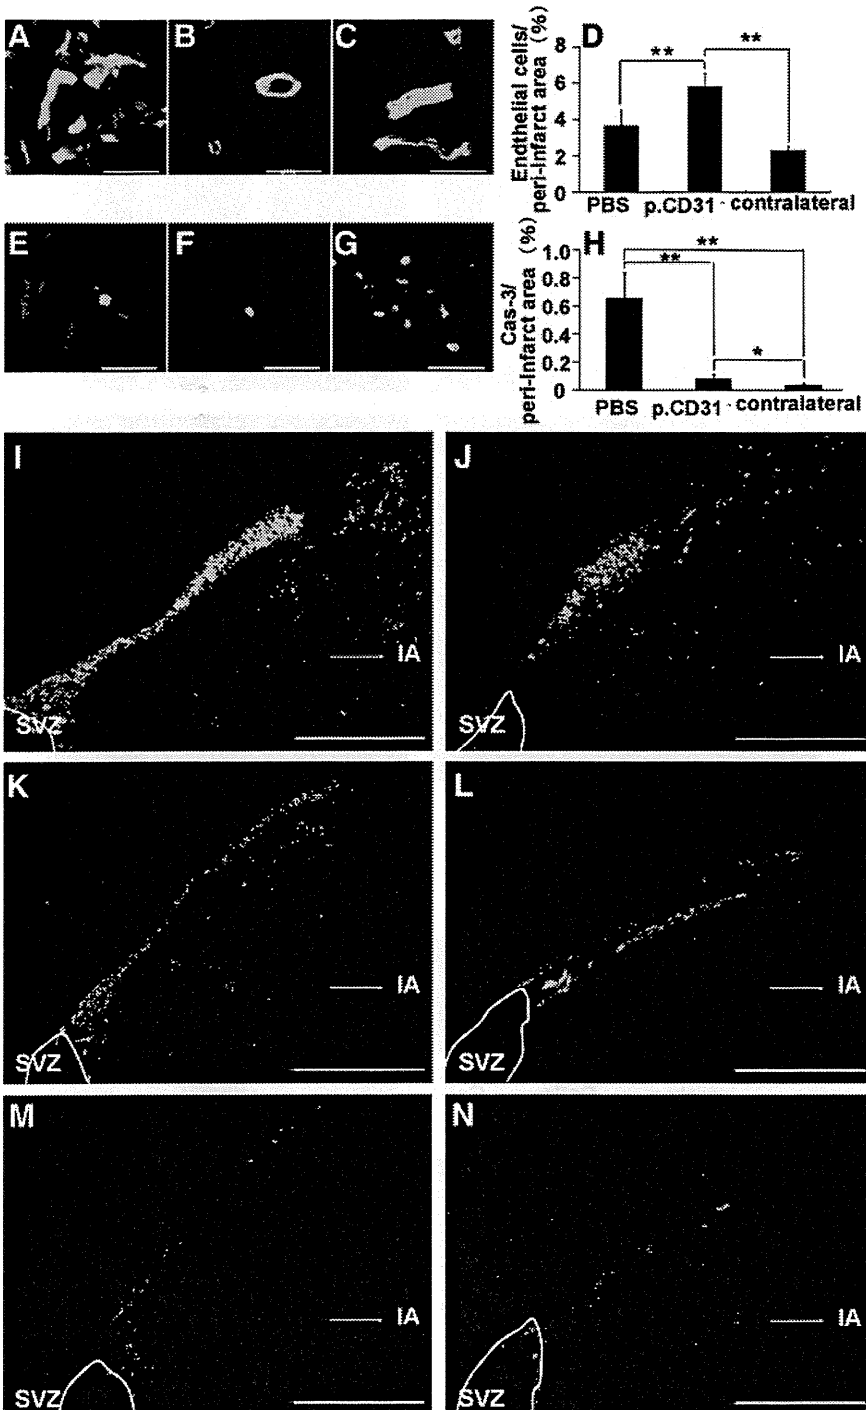 A
B
C
D
Endthelial cells/
peri-infarct area (%)
8
6
4
2
0
**
**
PBS
p.CD31-
contralateral
E
F
G
H
Cas-3/
peri-infarct area (%)
1.0
0.8
0.6
0.4
0.2
0
**
**
*
PBS
p.CD31-
contralateral
I
IA
SVZ
J
IA
K
IA
SVZ
L
IA
SVZ
M
IA
SVZ
N
IA
SVZ